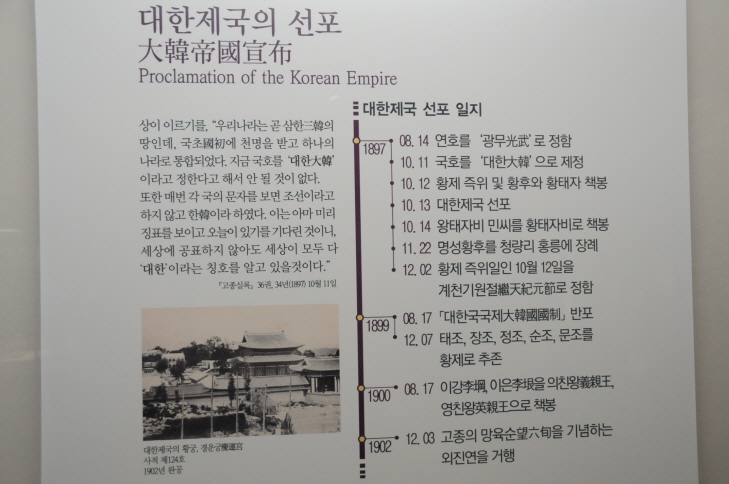 대한제국의 선포
大韓帝國宣布
Proclamation of the Korean Empire
상이 이르기를, “우리나라는 곧 삼한三韓의
땅인데, 국초國初에 천명을 받고 하나의
나라로 통합되었다. 지금 국호를 ‘대한大韓’
이라고 정한다고 해서 안 될 것이 없다.
또한 매번 각 국의 문자를 보면 조선이라고
하지 않고 한韓이라 하였다. 이는 아마 미리
징표를 보이고 오늘이 있기를 기다린 것이니,
세상에 공표하지 않아도 세상이 모두 다
‘대한’이라는 칭호를 알고 있을것이다.”
『고종실록』 36권, 34년(1897) 10월 11일
대한제국의 황궁, 경운궁慶運宮
사적 제124호
1902년 완공
대한제국 선포 일지
1897
08. 14 연호를 ‘광무光武’로 정함
10. 11 국호를 ‘대한大韓’으로 제정
10. 12 황제 즉위 및 황후와 황태자 책봉
10. 13 대한제국 선포
10. 14 왕태자비 민씨를 황태자비로 책봉
11. 22 명성황후를 청량리 홍릉에 장례
12. 02 황제 즉위일인 10월 12일을
계천기원절繼天紀元節로 정함
1899
08. 17 「대한국국제大韓國國制」 반포
12. 07 태조, 장조, 정조, 순조, 문조를
황제로 추존
1900
08. 17 이강李堈, 이은李垠을 의친왕義親王,
영친왕英親王으로 책봉
1902
12. 03 고종의 망육순望六旬을 기념하는
외진연을 거행